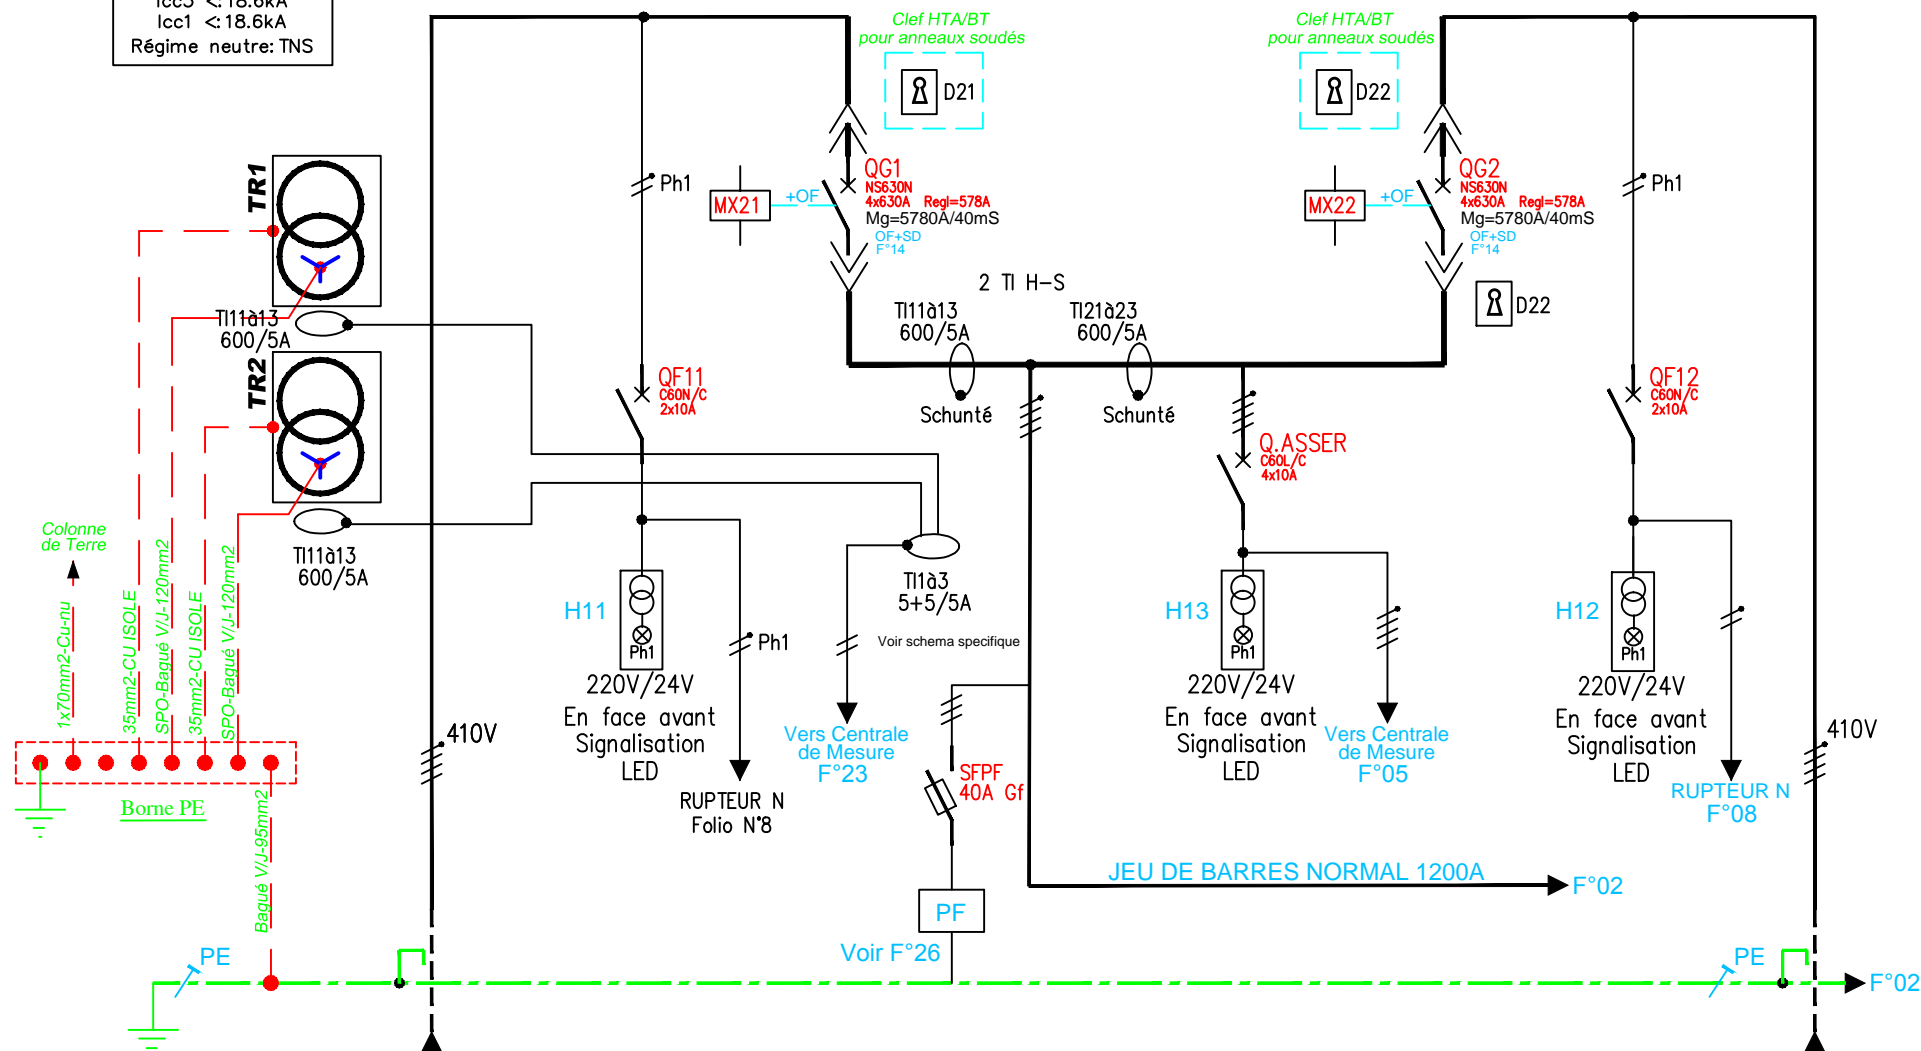 Icc3 <: 18.6kA
Icc1 <: 18.6kA
Régime neutre: TNS
Clef HTA/BT
pour anneaux soudés
D21
Clef HTA/BT
pour anneaux soudés
D22
TR1
Ph1
MX21
+OF
QG1
NS630N
4x630A Regl=578A
Mg=5780A/40mS
OF+SD
F°14
MX22
+OF
QG2
NS630N
4x630A Regl=578A
Mg=5780A/40mS
OF+SD
F°14
Ph1
2 TI H-S
D22
TI11à13
600/5A
TI11à13
600/5A
TI21à23
600/5A
TR2
QF11
C60N/C
2x10A
Schunté
Schunté
QF12
C60N/C
2x10A
Q.ASSER
C60L/C
4x10A
Colonne
de Terre
TI11à13
600/5A
TI1à3
5+5/5A
Voir schema specifique
1x70mm2-Cu-nu
35mm2-CU ISOLE
SPO-Bagué V/J-120mm2
35mm2-CU ISOLE
SPO-Bagué V/J-120mm2
H11
Ph1
220V/24V
En face avant
Signalisation
LED
Ph1
H13
Ph1
220V/24V
En face avant
Signalisation
LED
H12
Ph1
220V/24V
En face avant
Signalisation
LED
410V
410V
Vers Centrale
de Mesure
F°23
Vers Centrale
de Mesure
F°05
SFPF
40A Gf
RUPTEUR N
Folio N°8
RUPTEUR N
F°08
Borne PE
Bagué V/J-95mm2
JEU DE BARRES NORMAL 1200A
F°02
PF
Voir F°26
PE
PE
F°02